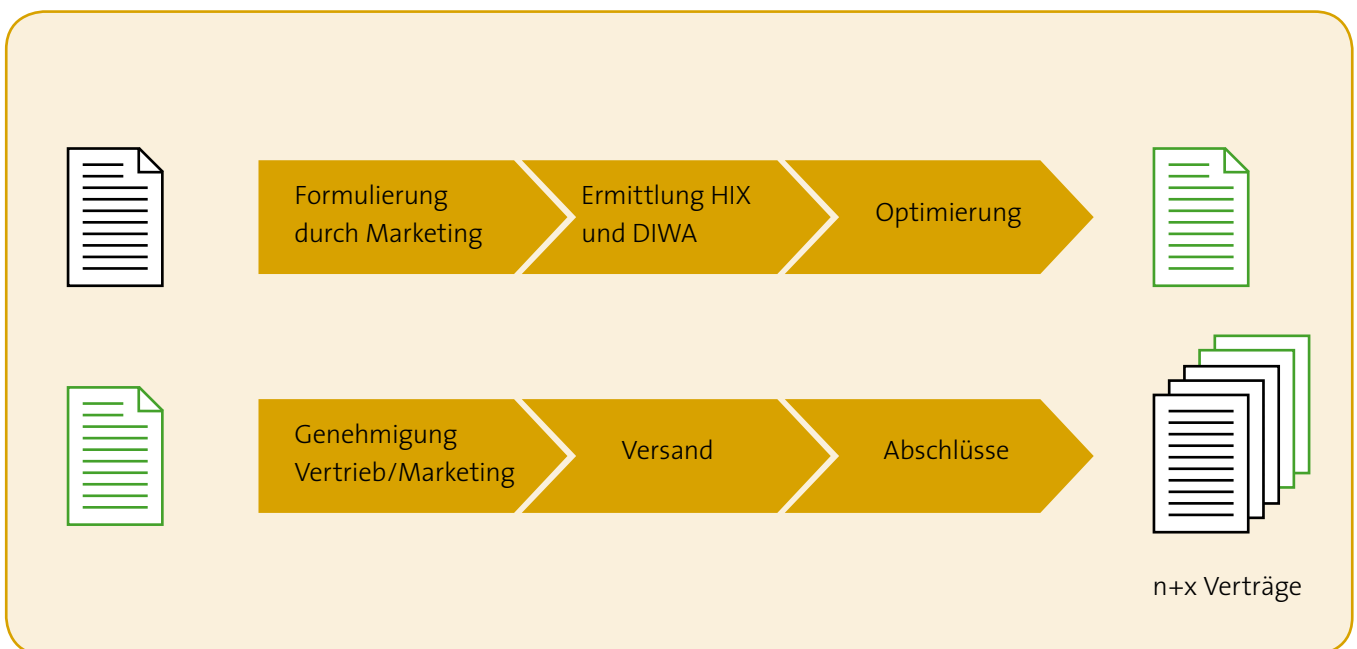 Formulierung
durch Marketing
Ermittlung HIX
und DIWA
Optimierung
Genehmigung
Vertrieb/Marketing
Versand
Abschlüsse
n+x Verträge